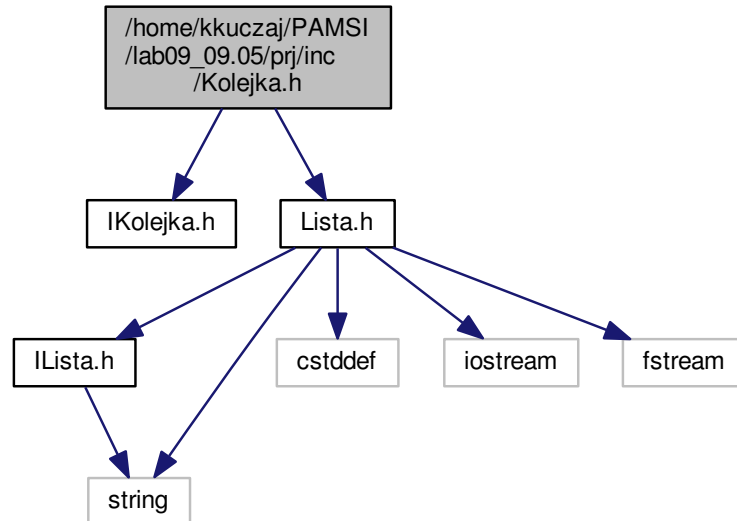 /home/kkuczaj/PAMSI
/lab09_09.05/prj/inc
/Kolejka.h
IKolejka.h
Lista.h
ILista.h
cstddef
iostream
fstream
string